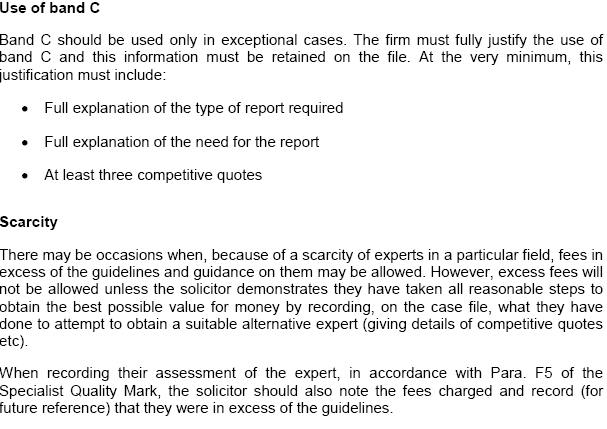 Use of band C
Band C should be used only in exceptional cases. The firm must fully justify the use of
band C and this information must be retained on the file. At the very minimum, this
justification must include:
• Full explanation of the type of report required
• Full explanation of the need for the report
• At least three competitive quotes
Scarcity
There may be occasions when, because of a scarcity of experts in a particular field, fees in
excess of the guidelines and guidance on them may be allowed. However, excess fees will
not be allowed unless the solicitor demonstrates they have taken all reasonable steps to
obtain the best possible value for money by recording, on the case file, what they have
done to attempt to obtain a suitable alternative expert (giving details of competitive quotes
etc).
When recording their assessment of the expert, in accordance with Para. F5 of the
Specialist Quality Mark, the solicitor should also note the fees charged and record (for
future reference) that they were in excess of the guidelines.